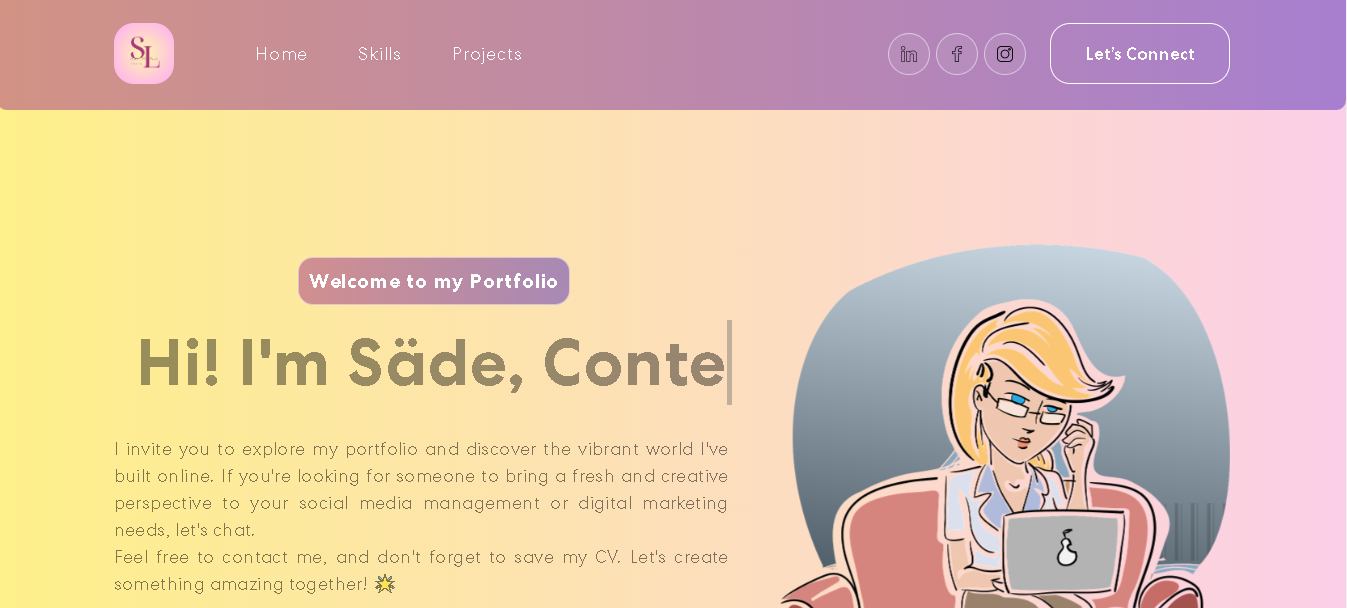 SL
Home Skills Projects
in f
Let's Connect
Welcome to my Portfolio
Hi! I'm Säde, Conte
I invite you to explore my portfolio and discover the vibrant world I've
built online. If you're looking for someone to bring a fresh and creative
perspective to your social media management or digital marketing
needs, let's chat.
Feel free to contact me, and don't forget to save my CV. Let's create
something amazing together! 🌟